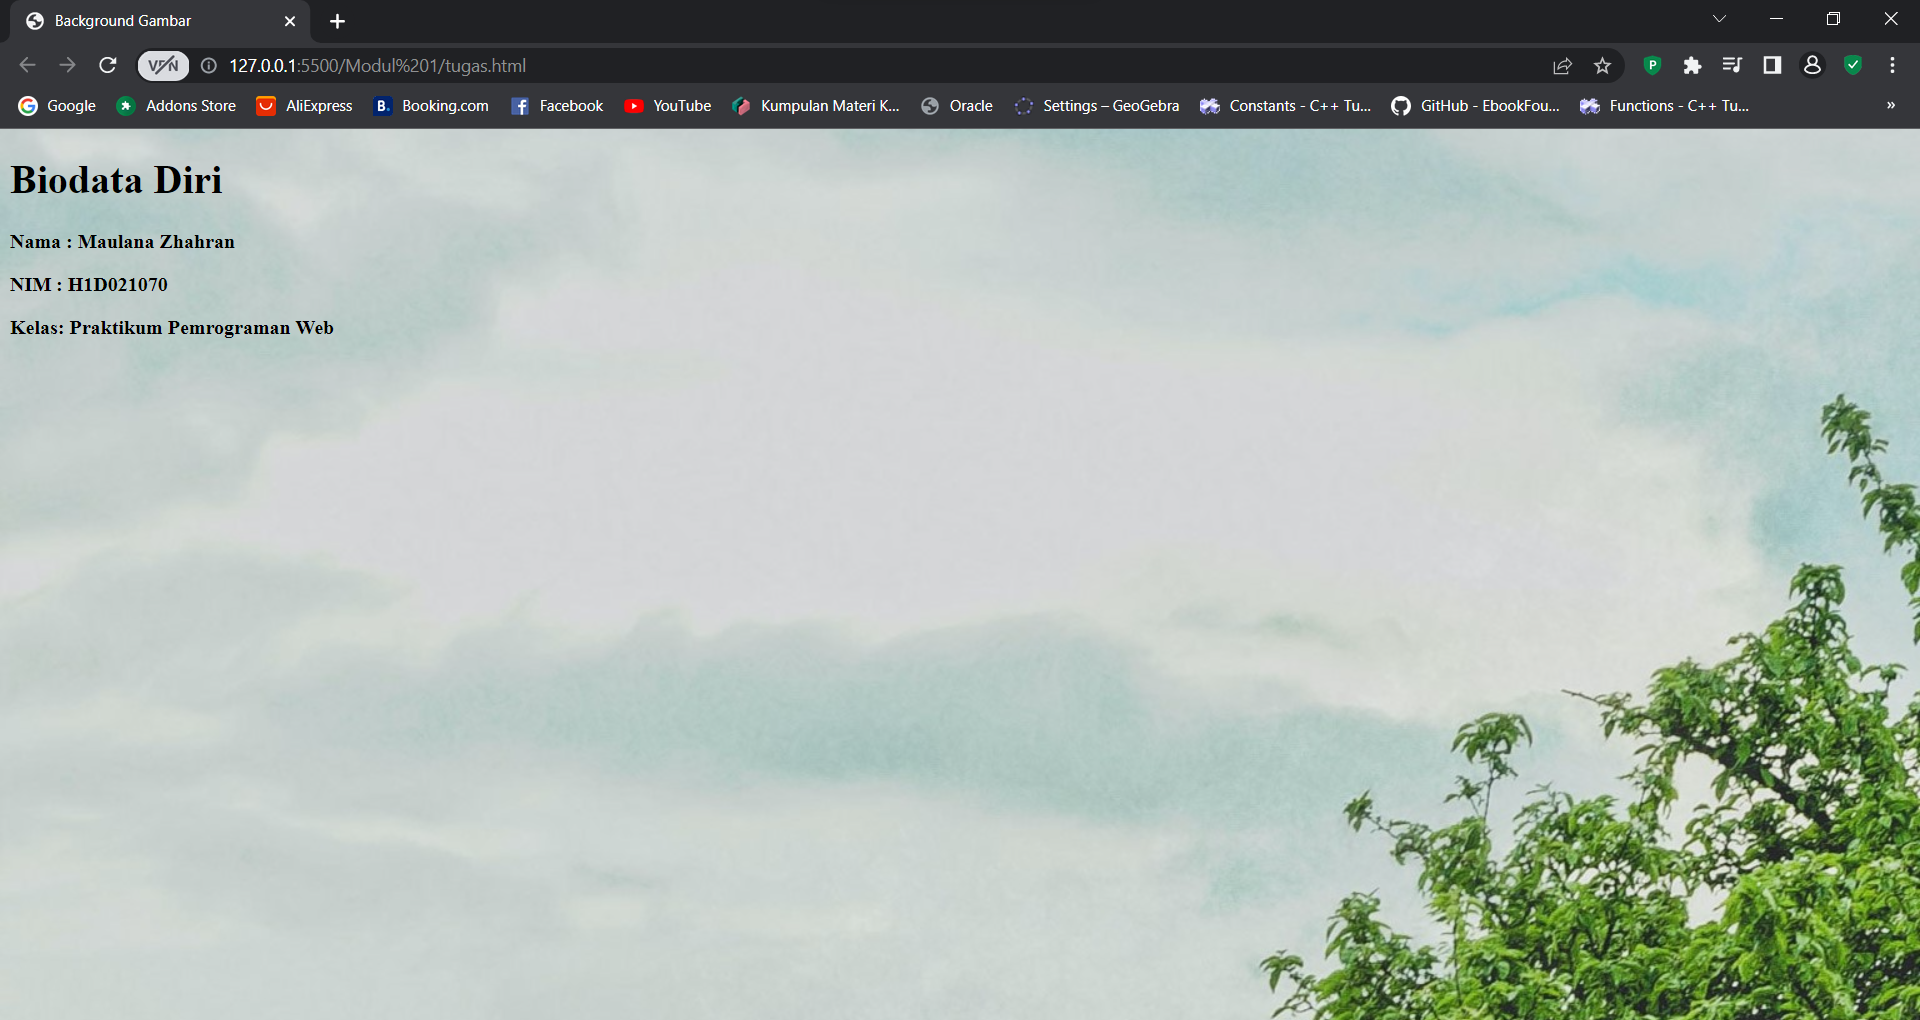 Background Gambar
VPN 127.0.0.1:5500/Modul%201/tugas.html
Google Addons Store AliExpress B. Booking.com Facebook YouTube Kumpulan Materi K... Oracle Settings – GeoGebra Constants - C++ Tu... GitHub - EbookFou... Functions - C++ Tu... »
Biodata Diri
Nama : Maulana Zhahran
NIM : H1D021070
Kelas: Praktikum Pemrograman Web